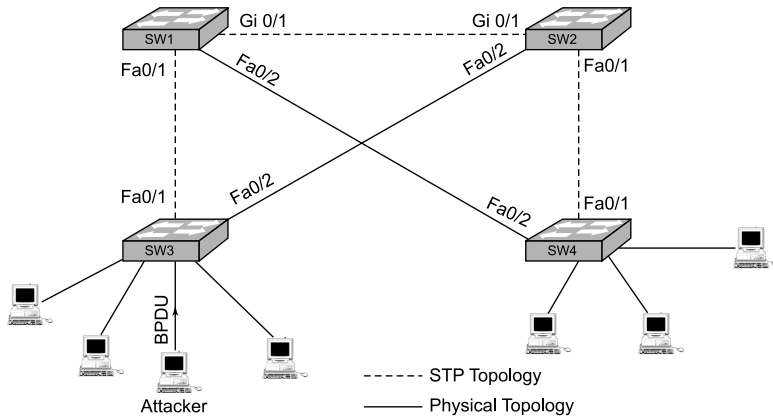 Gi 0/1
Gi 0/1
SW1
SW2
Fa0/1
Fa0/2
Fa0/2
Fa0/1
Fa0/1
Fa0/2
Fa0/2
Fa0/1
SW3
SW4
BPDU
Attacker
STP Topology
Physical Topology